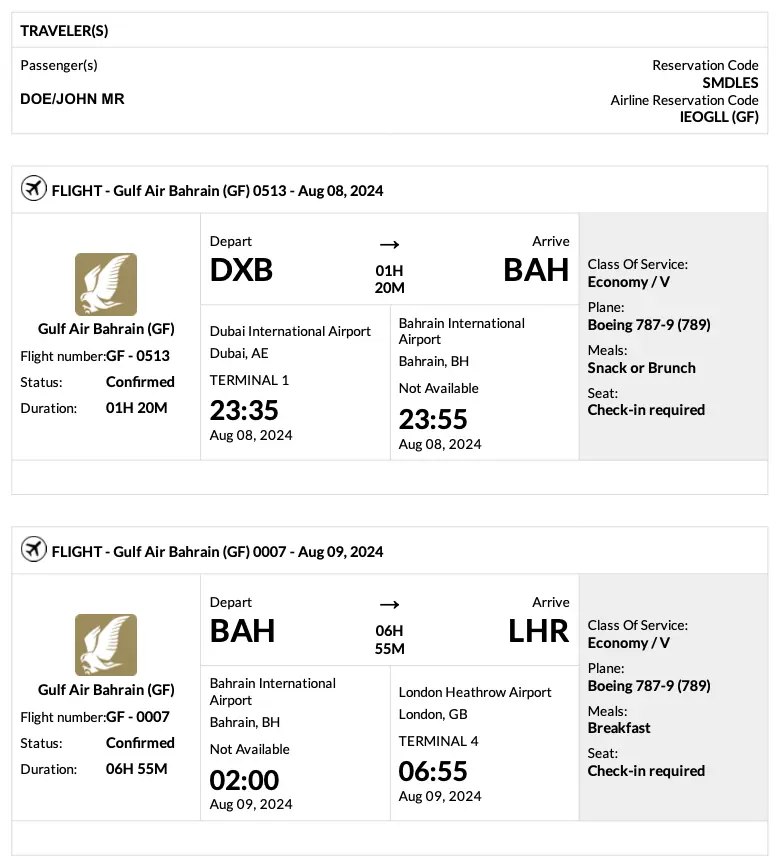 TRAVELER(S)
Passenger(s)
DOE/JOHN MR
Reservation Code
SMDLES
Airline Reservation Code
IEOGLL (GF)
FLIGHT - Gulf Air Bahrain (GF) 0513 - Aug 08, 2024
Gulf Air Bahrain (GF)
Flight number:GF - 0513
Status: Confirmed
Duration: 01H 20M
Depart
DXB
→
01H
20M
Arrive
BAH
Dubai International Airport
Dubai, AE
TERMINAL 1
23:35
Aug 08, 2024
Bahrain International
Airport
Bahrain, BH
Not Available
23:55
Aug 08, 2024
Class Of Service:
Economy / V
Plane:
Boeing 787-9 (789)
Meals:
Snack or Brunch
Seat:
Check-in required
FLIGHT - Gulf Air Bahrain (GF) 0007 - Aug 09, 2024
Gulf Air Bahrain (GF)
Flight number:GF - 0007
Status: Confirmed
Duration: 06H 55M
Depart
BAH
→
06H
55M
Arrive
LHR
Bahrain International
Airport
Bahrain, BH
Not Available
02:00
Aug 09, 2024
London Heathrow Airport
London, GB
TERMINAL 4
06:55
Aug 09, 2024
Class Of Service:
Economy / V
Plane:
Boeing 787-9 (789)
Meals:
Breakfast
Seat:
Check-in required